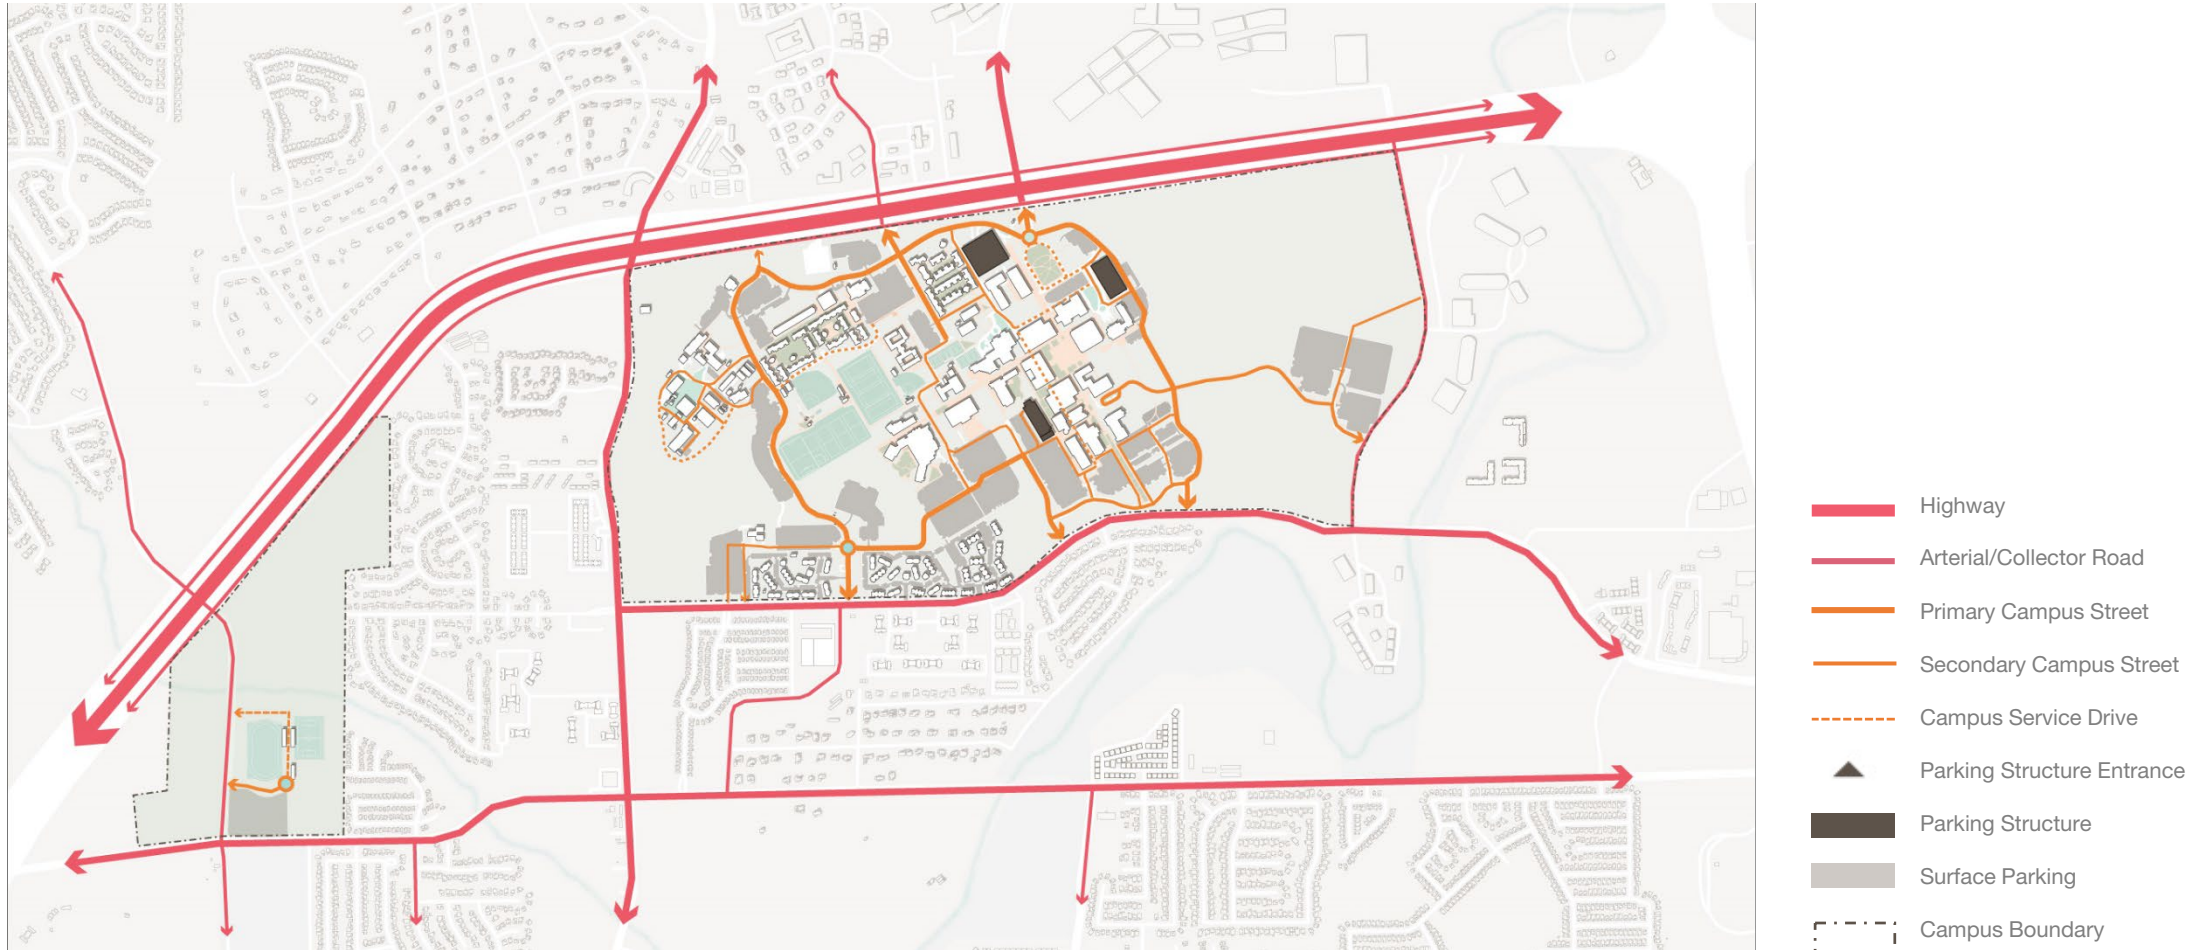 Highway
Arterial/Collector Road
Primary Campus Street
Secondary Campus Street
Campus Service Drive
Parking Structure Entrance
Parking Structure
Surface Parking
Campus Boundary